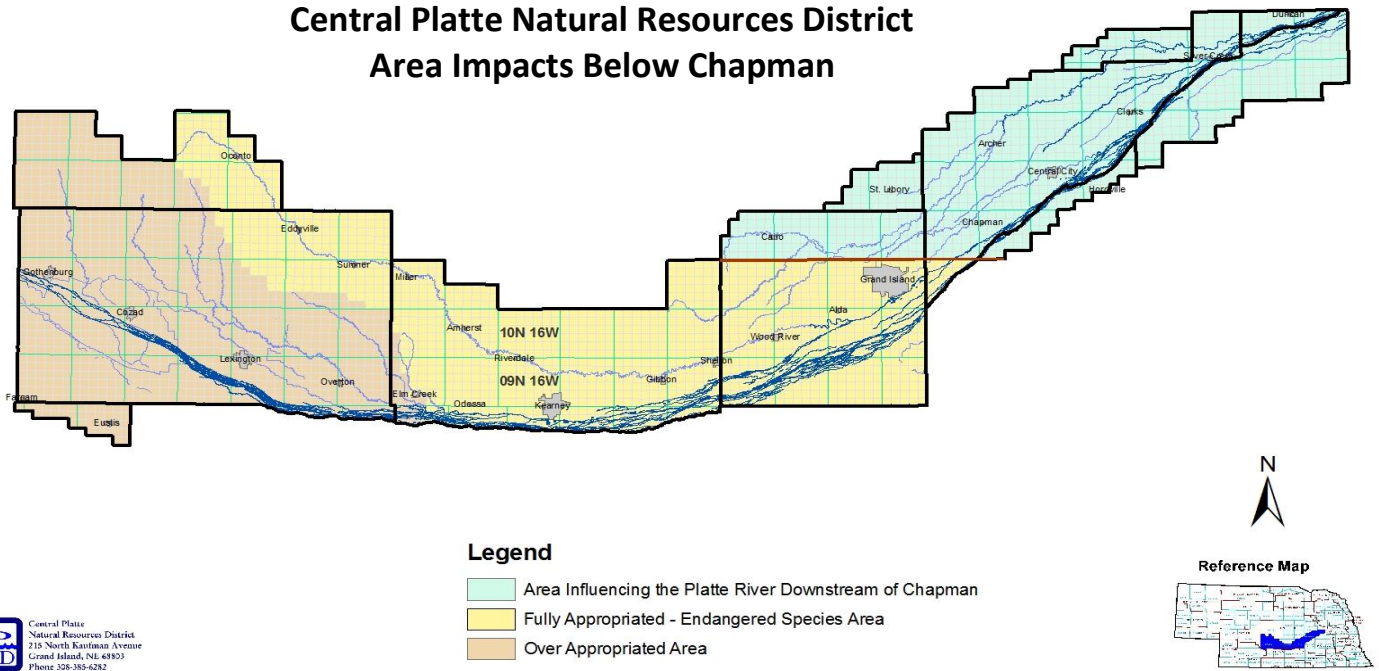 Central Platte Natural Resources District
Area Impacts Below Chapman
Duncan
Silver Creek
Clarks
Archer
Central City
St. Libory
Hordville
Chapman
Cairo
Oconto
Eddyville
Sumner
Miller
Gothenburg
Grand Island
Cozad
Alda
Amherst
10N 16W
Wood River
Riverdale
Lexington
Shelton
Overton
09N 16W
Gibbon
Elm Creek
Farnam
Odessa
Kearney
Eustis
N
Legend
Area Influencing the Platte River Downstream of Chapman
Fully Appropriated - Endangered Species Area
Over Appropriated Area
Reference Map
Central Platte
Natural Resources District
215 North Kaufman Avenue
Grand Island, NE 68803
Phone 308-385-6282